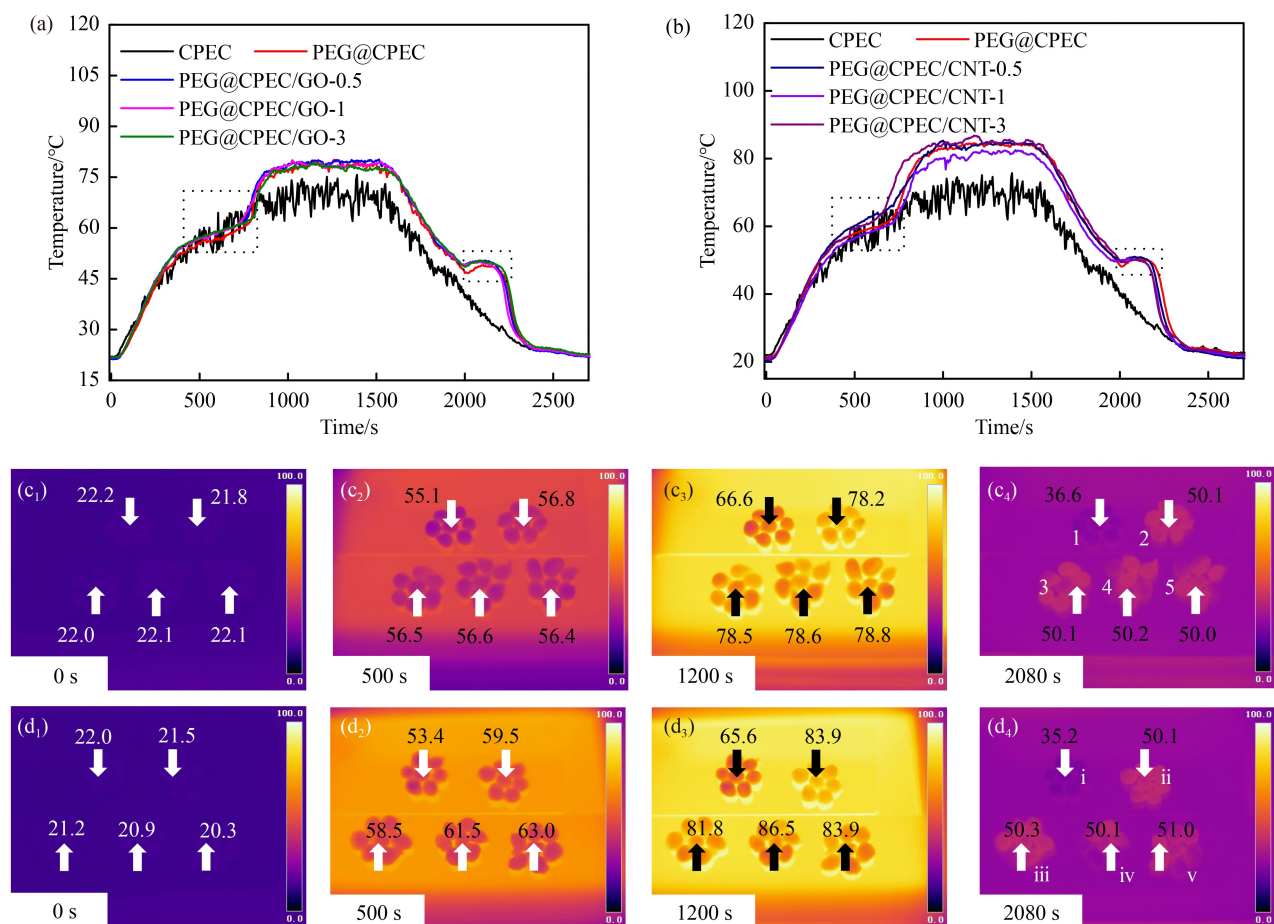 (a)
120
105
90
75
60
45
30
15
Temperature/°C
CPEC
PEG@CPEC
PEG@CPEC/GO-0.5
PEG@CPEC/GO-1
PEG@CPEC/GO-3
0 500 1000 1500 2000 2500
Time/s
(b)
120
100
80
60
40
20
Temperature/°C
CPEC
PEG@CPEC
PEG@CPEC/CNT-0.5
PEG@CPEC/CNT-1
PEG@CPEC/CNT-3
0 500 1000 1500 2000 2500
Time/s
(c₁)
100.0
22.2 21.8
22.0 22.1 22.1
0 s
0.0
(c₂)
100.0
55.1 56.8
56.5 56.6 56.4
500 s
0.0
(c₃)
100.0
66.6 78.2
78.5 78.6 78.8
1200 s
0.0
(c₄)
100.0
36.6 50.1
1 2
3 4 5
50.1 50.2 50.0
2080 s
0.0
(d₁)
100.0
22.0 21.5
21.2 20.9 20.3
0 s
0.0
(d₂)
100.0
53.4 59.5
58.5 61.5 63.0
500 s
0.0
(d₃)
100.0
65.6 83.9
81.8 86.5 83.9
1200 s
0.0
(d₄)
100.0
35.2 50.1
i ii
50.3 50.1 51.0
iii iv v
2080 s
0.0